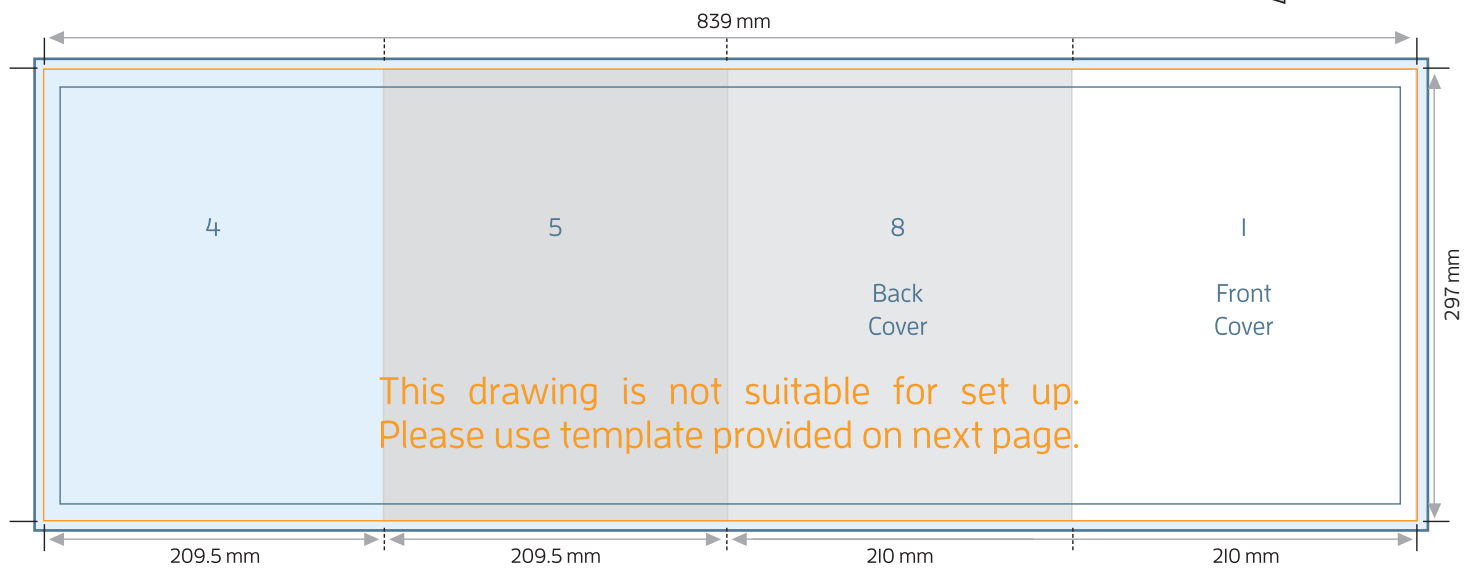 839 mm
4
5
8
1
Back
Cover
Front
Cover
297 mm
This drawing is not suitable for set up.
Please use template provided on next page.
209.5 mm
209.5 mm
210 mm
210 mm